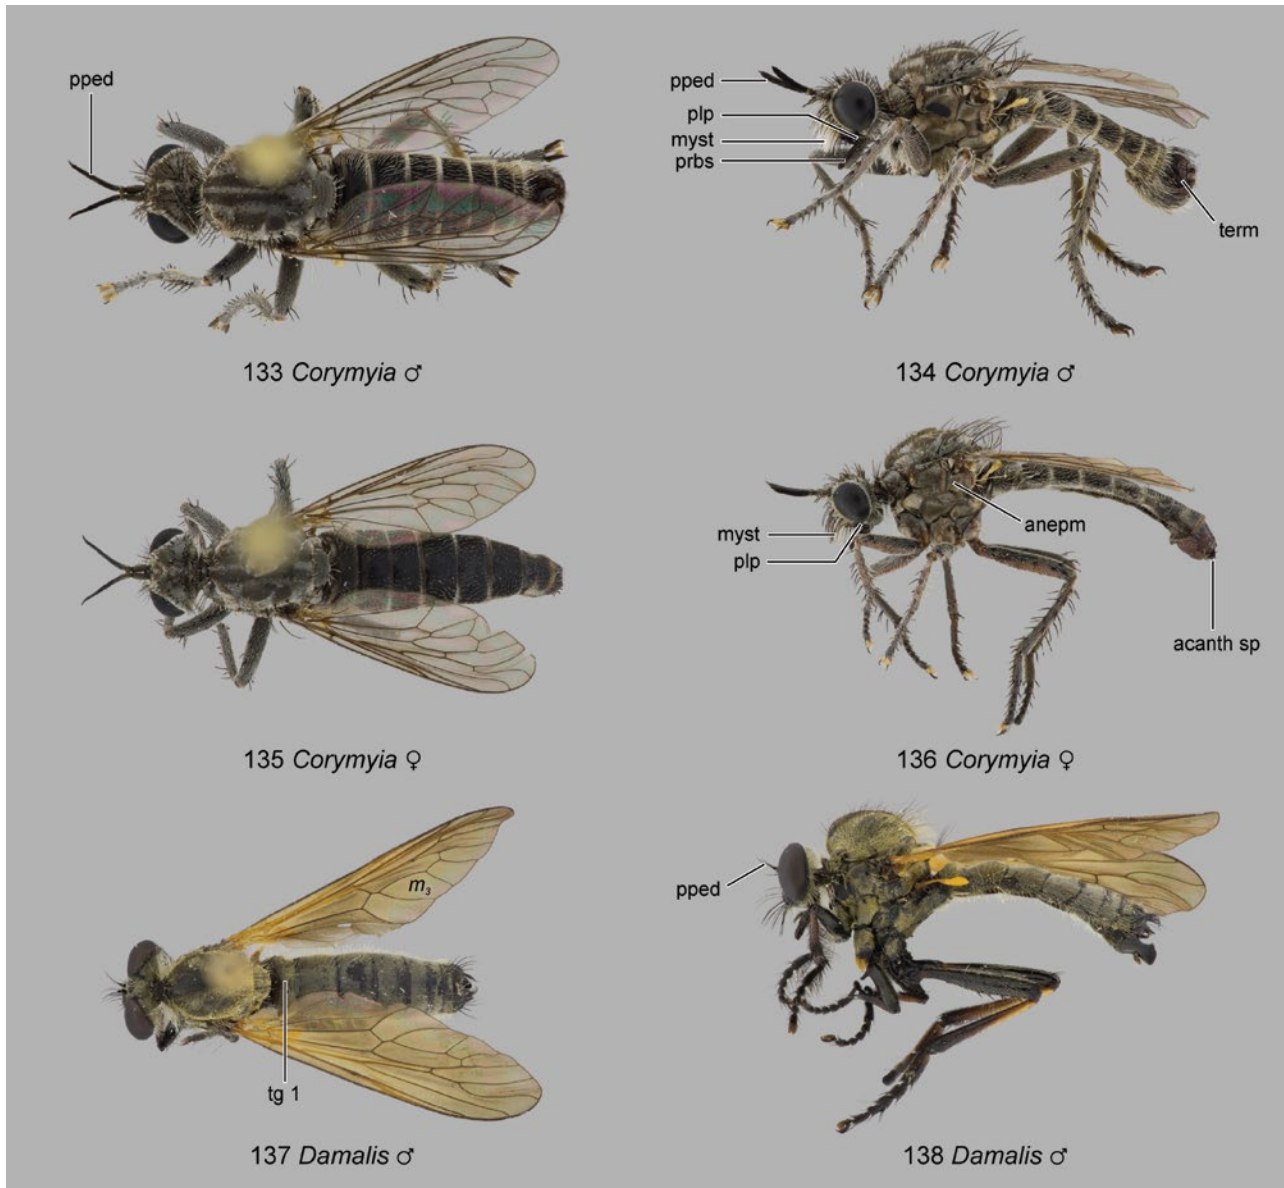 pped
133 Corymyia ♂
pped
plp
myst
prbs
term
134 Corymyia ♂
135 Corymyia ♀
myst
plp
anepm
acanth sp
136 Corymyia ♀
m₃
tg 1
137 Damalis ♂
pped
138 Damalis ♂